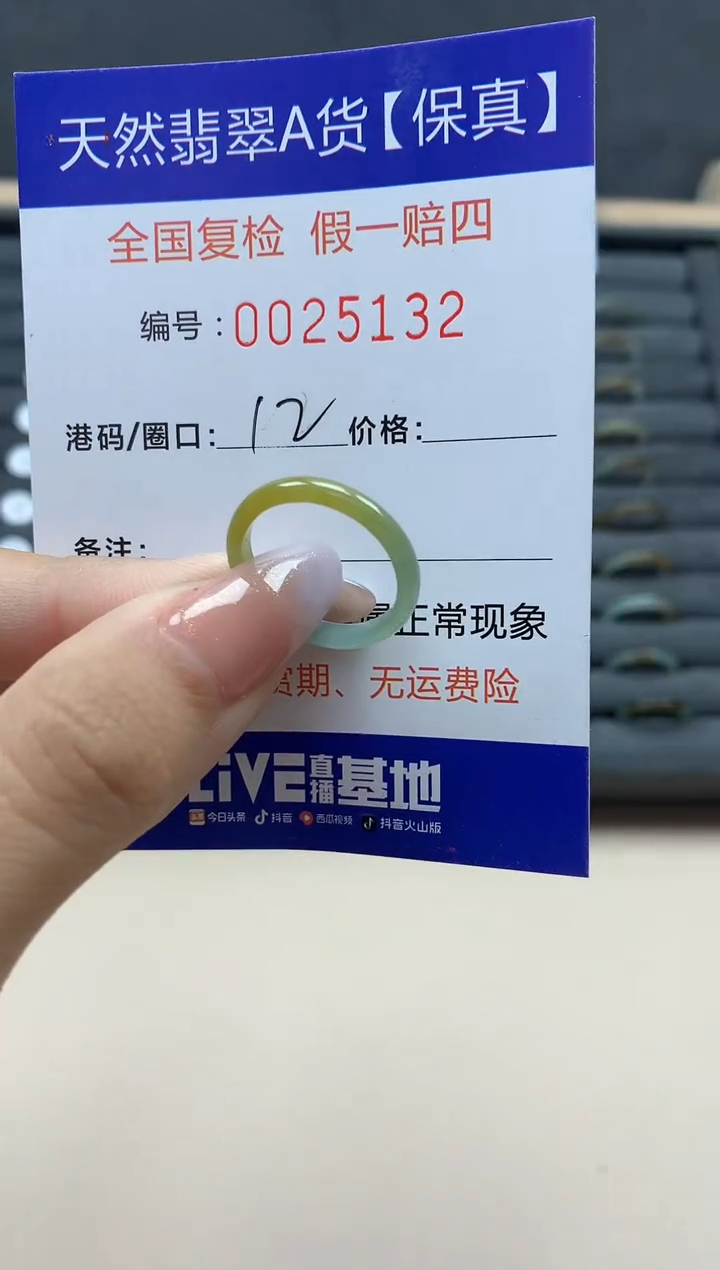 天然翡翠A货【保真】
全国复检 假一赔四
编号:0025132
港码/圈口:12 价格:
备注:
正常现象
期、无运费险
LIVE直播基地
今日头条 抖音 西瓜视频 抖音火山版